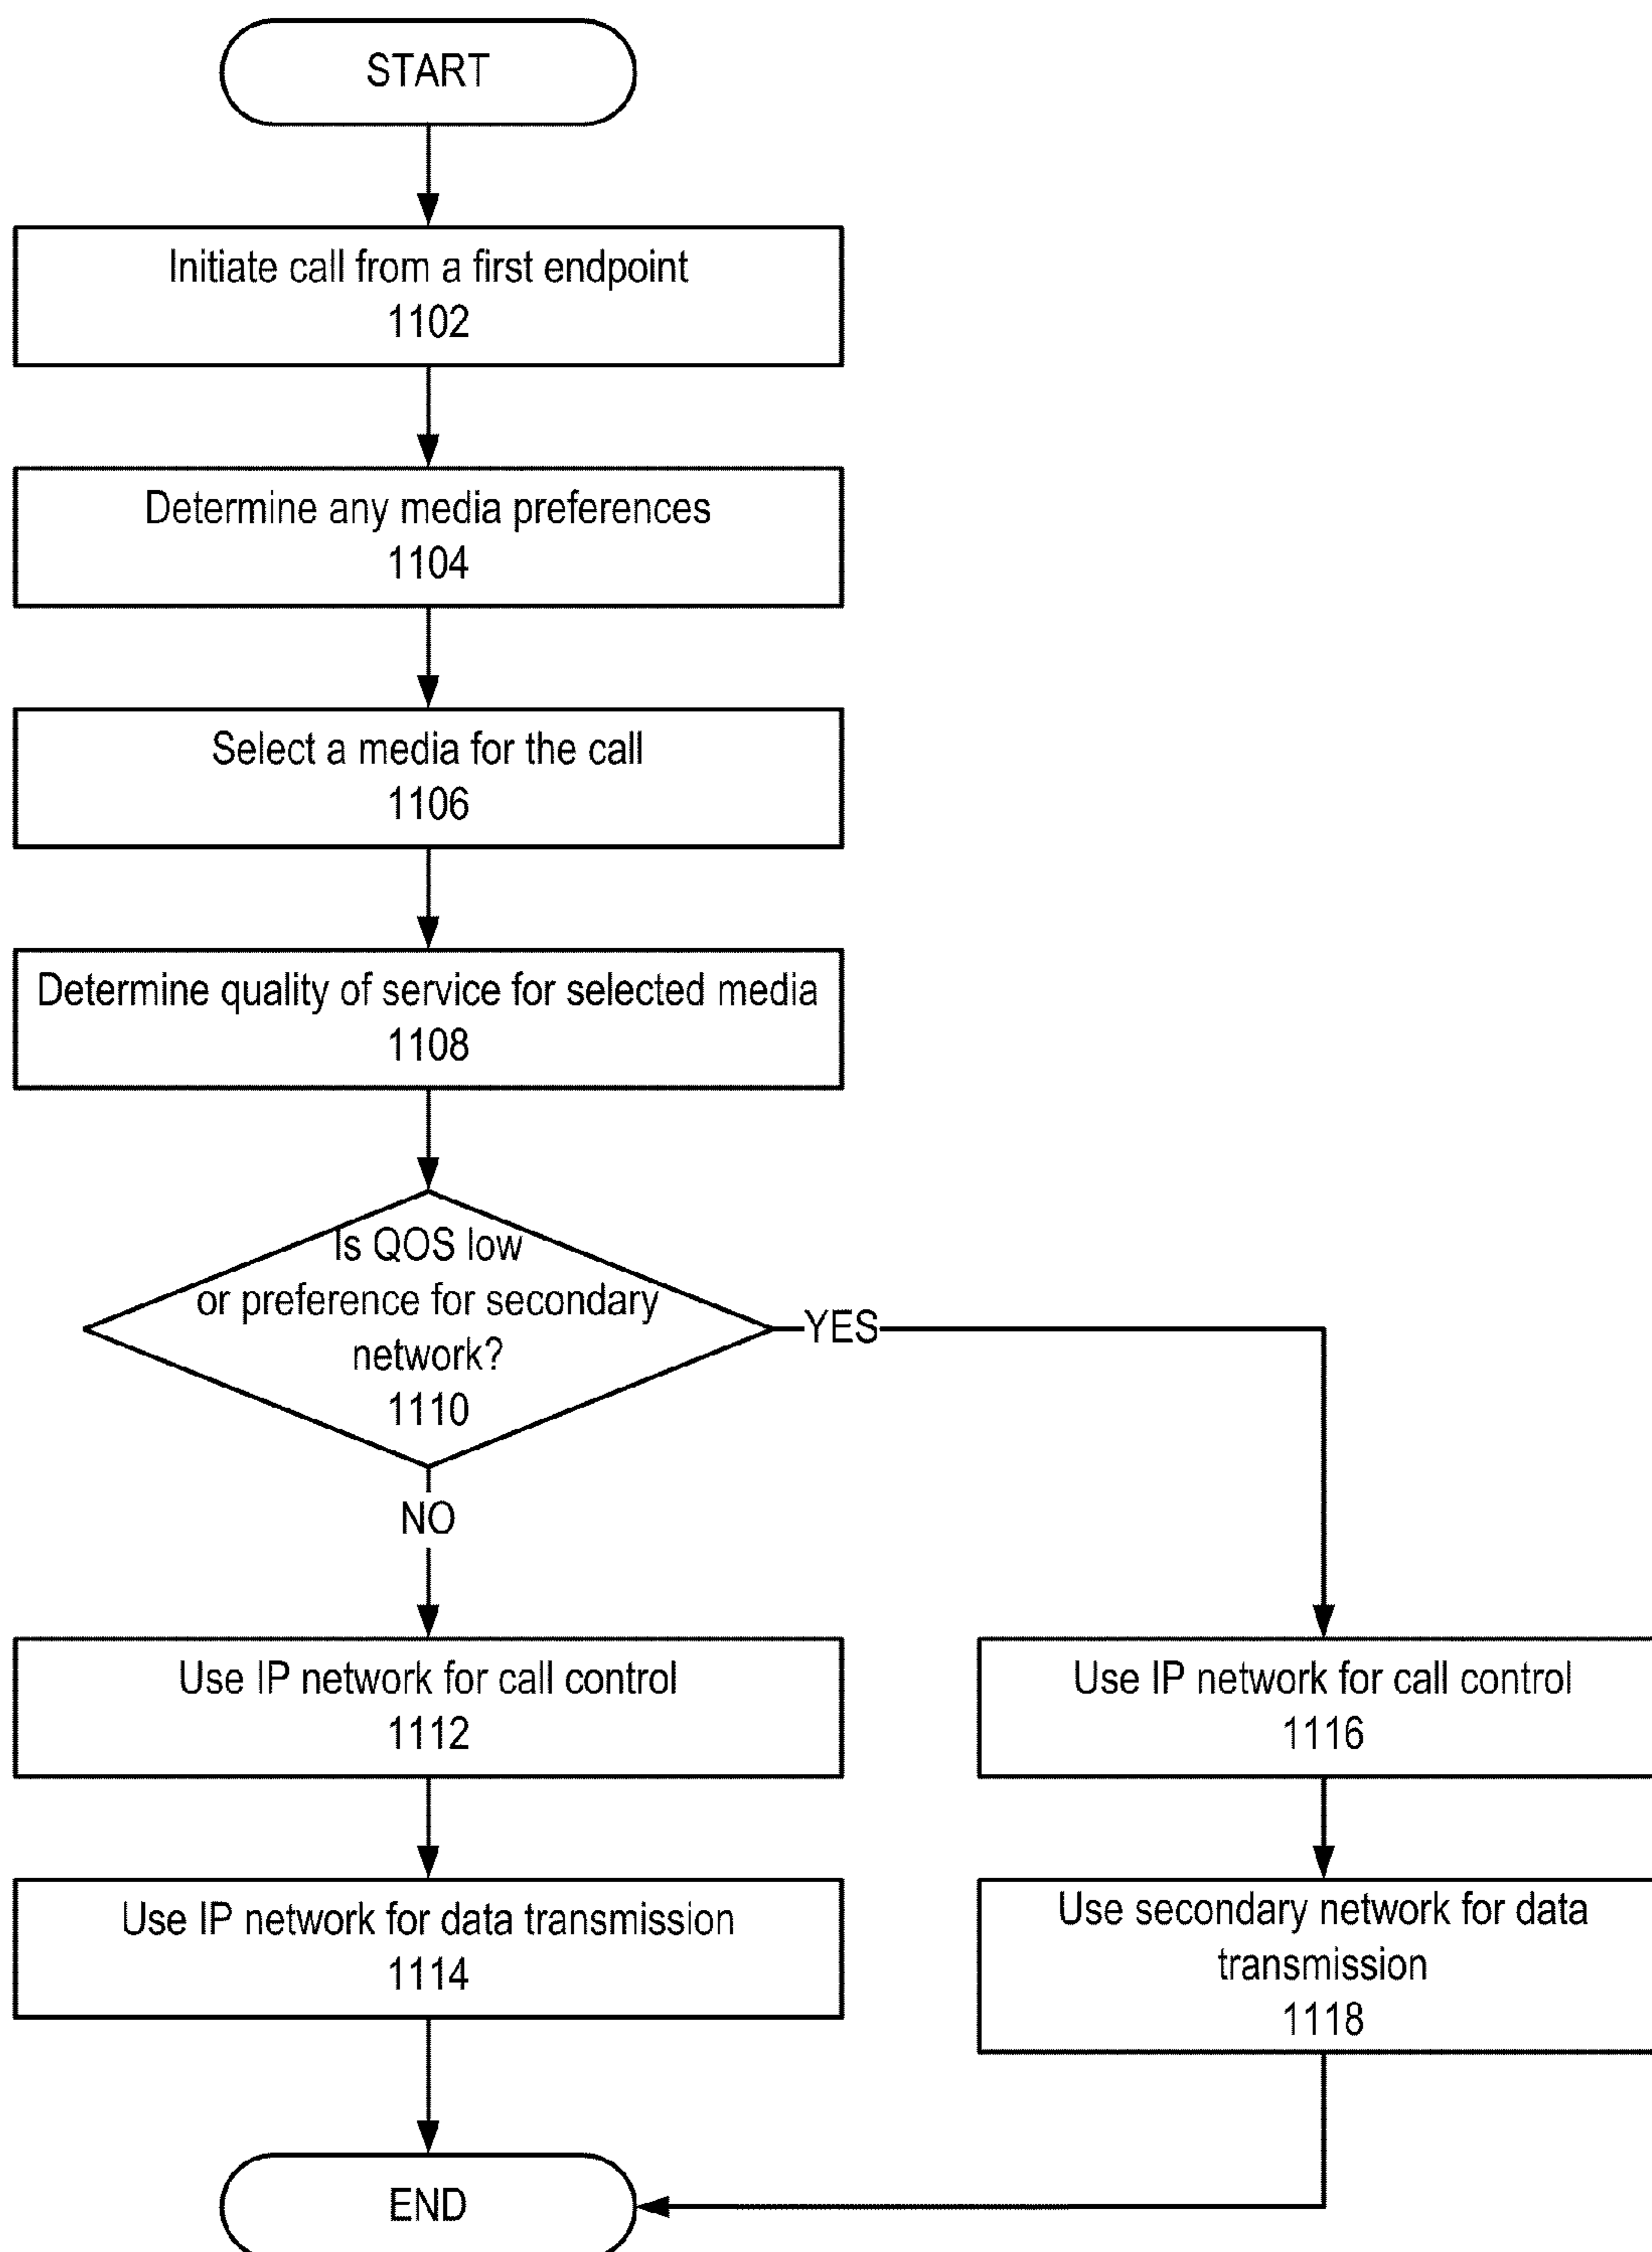 START
Initiate call from a first endpoint
1102
Determine any media preferences
1104
Select a media for the call
1106
Determine quality of service for selected media
1108
Is QOS low
or preference for secondary
network?
1110
YES
NO
Use IP network for call control
1112
Use IP network for call control
1116
Use IP network for data transmission
1114
Use secondary network for data
transmission
1118
END